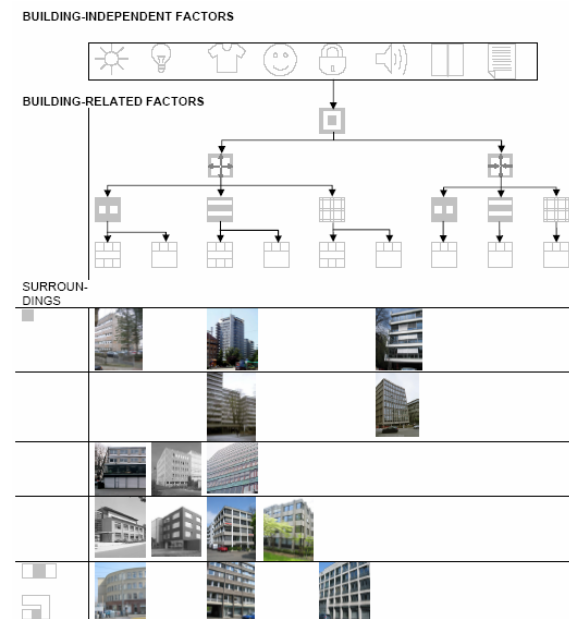 BUILDING-INDEPENDENT FACTORS
BUILDING-RELATED FACTORS
SURROUN-
DINGS